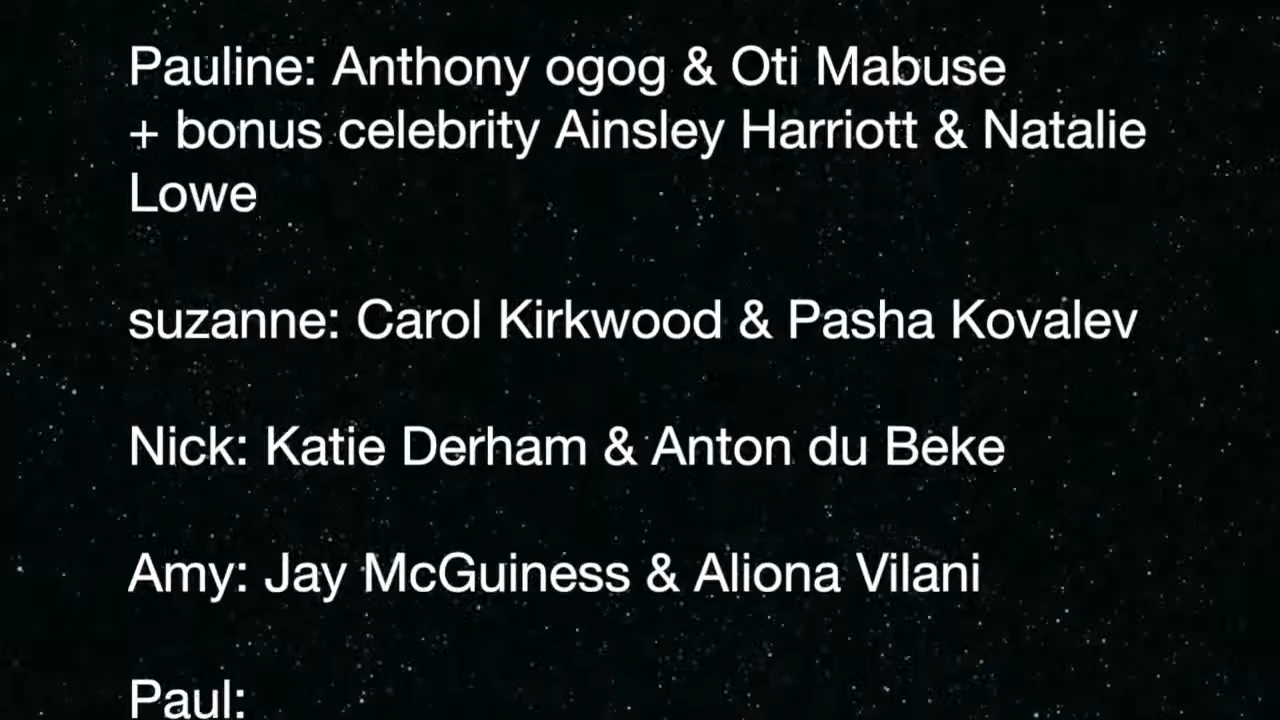 Pauline: Anthony ogog & Oti Mabuse
+ bonus celebrity Ainsley Harriott & Natalie
Lowe
suzanne: Carol Kirkwood & Pasha Kovalev
Nick: Katie Derham & Anton du Beke
Amy: Jay McGuiness & Aliona Vilani
Paul: